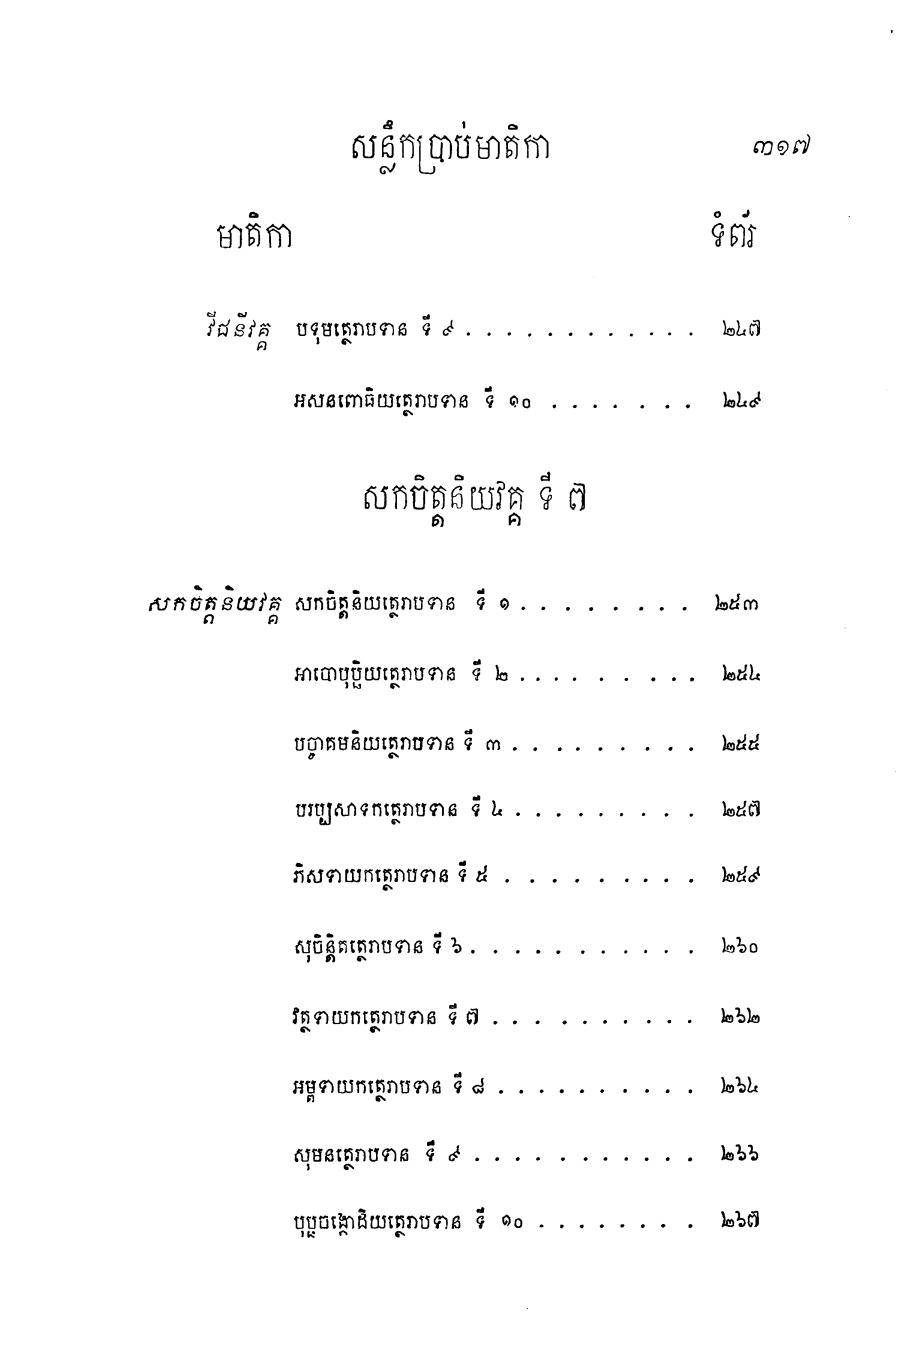 សន្លឹកប្រាប់មាតិកា ៣១៧
មាតិកា ទំព័រ
វីជនីវគ្គ បទុមត្ថេរាបទាន ទី ៩ . . . . . . . . . . . . ២៤៧
អសនពោធិយត្ថេរាបទាន ទី ១០ . . . . . . . ២៤៩
សកចិត្តនិយវគ្គ ទី ៧
សកចិត្តនិយវគ្គ សកចិត្តនិយត្ថេរាបទាន ទី ១ . . . . . . . . ២៥៣
អាបោបុប្ផិយត្ថេរាបទាន ទី ២ . . . . . . . . . ២៥៤
បច្ចាគមនិយត្ថេរាបទាន ទី ៣ . . . . . . . . . ២៥៥
បរប្បសាទកត្ថេរាបទាន ទី ៤ . . . . . . . . . ២៥៧
ភិសទាយកត្ថេរាបទាន ទី ៥ . . . . . . . . . ២៥៩
សុចិន្តិតត្ថេរាបទាន ទី ៦ . . . . . . . . . . . ២៦០
វត្ថទាយកត្ថេរាបទាន ទី ៧ . . . . . . . . . . ២៦២
អម្ពទាយកត្ថេរាបទាន ទី ៨ . . . . . . . . . . ២៦៤
សុមនត្ថេរាបទាន ទី ៩ . . . . . . . . . . . ២៦៦
បុប្ផចង្កោដិយត្ថេរាបទាន ទី ១០ . . . . . . . . ២៦៧